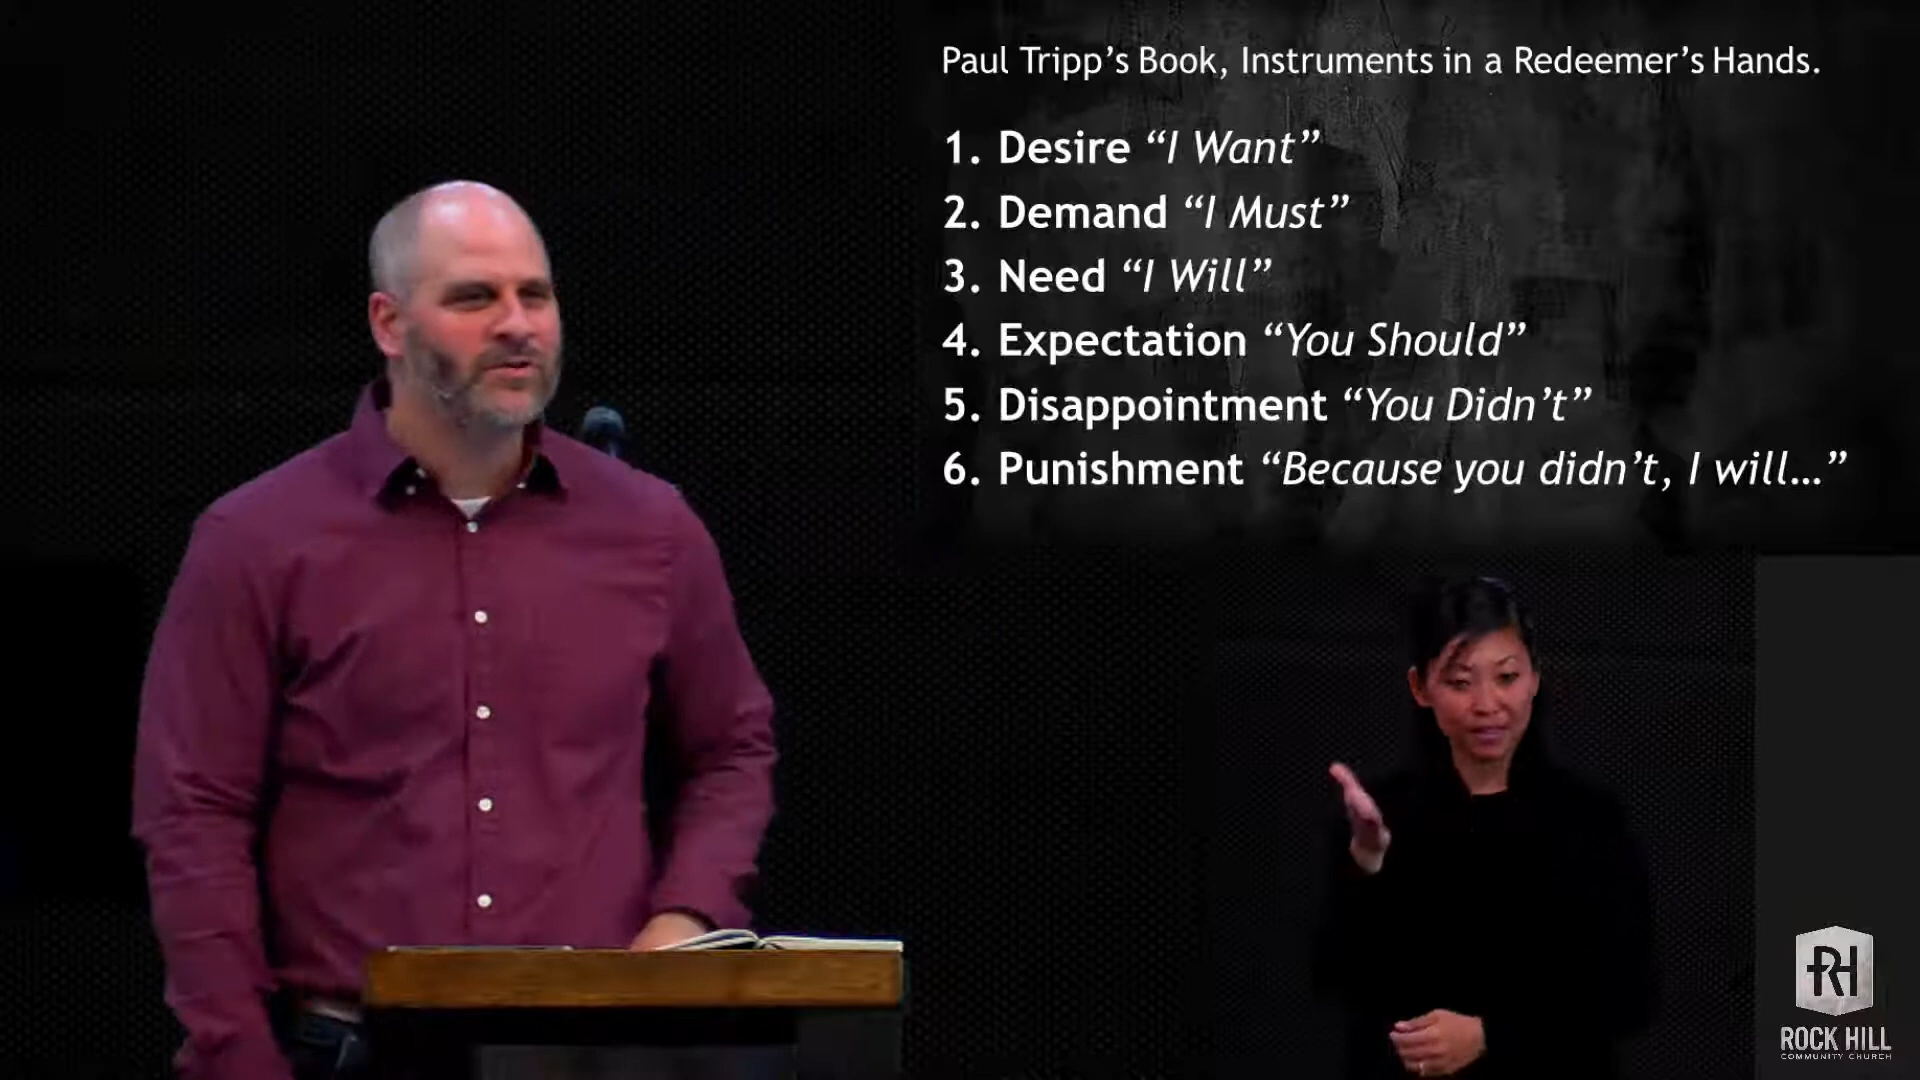 Paul Tripp’s Book, Instruments in a Redeemer’s Hands.
1. Desire “I Want”
2. Demand “I Must”
3. Need “I Will”
4. Expectation “You Should”
5. Disappointment “You Didn’t”
6. Punishment “Because you didn’t, I will…”
RH
ROCK HILL
COMMUNITY CHURCH